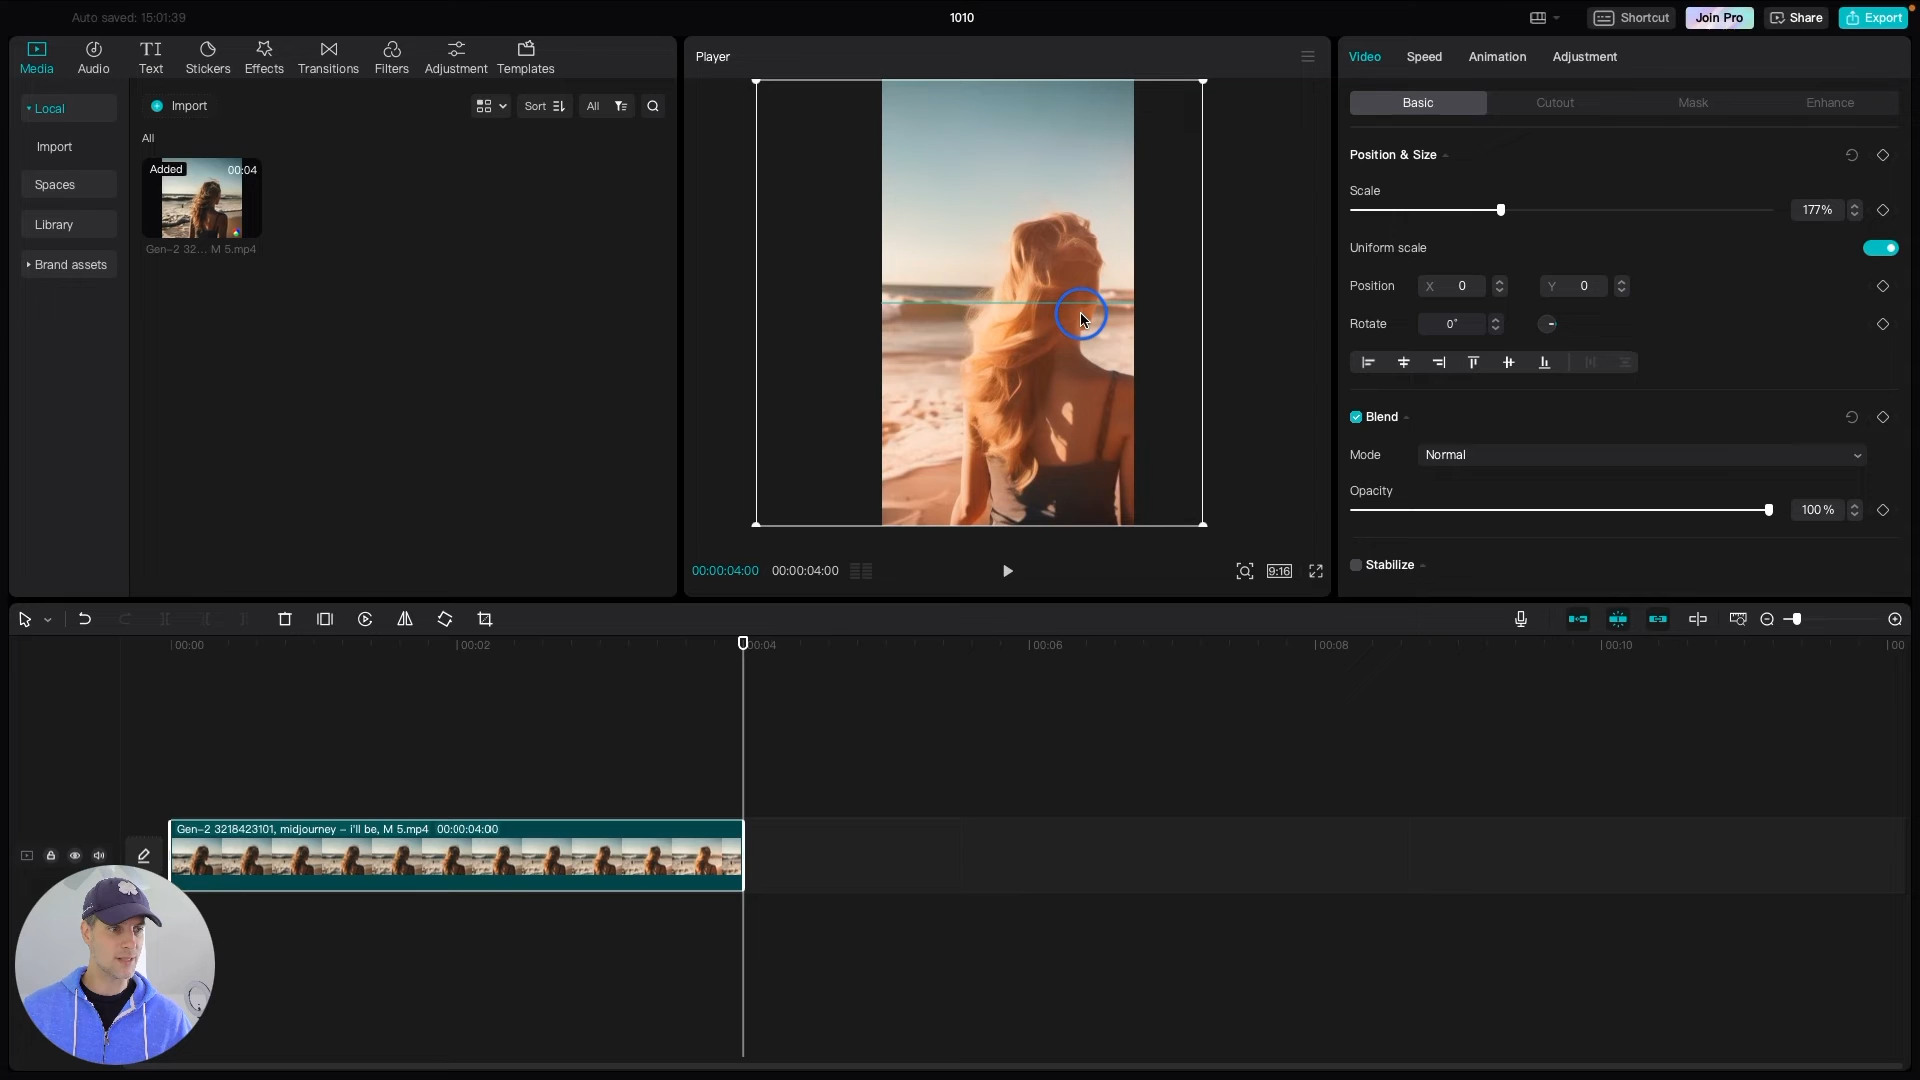 Auto saved: 15:01:39
1010
Shortcut
Join Pro
Share
Export
Media
Audio
TI
Text
Stickers
Effects
Transitions
Filters
Adjustment
Templates
Local
Import
Spaces
Library
Brand assets
Import
Sort
All
All
Added
00:04
Gen-2 32... M 5.mp4
Player
00:00:04:00
00:00:04:00
9:16
Video
Speed
Animation
Adjustment
Basic
Cutout
Mask
Enhance
Position & Size
Scale
177%
Uniform scale
Position
X 0
Y 0
Rotate
0°
Blend
Mode
Normal
Opacity
100 %
Stabilize
00:00
00:02
00:04
00:06
00:08
00:10
00
Gen-2 3218423101, midjourney – i'll be, M 5.mp4 00:00:04:00